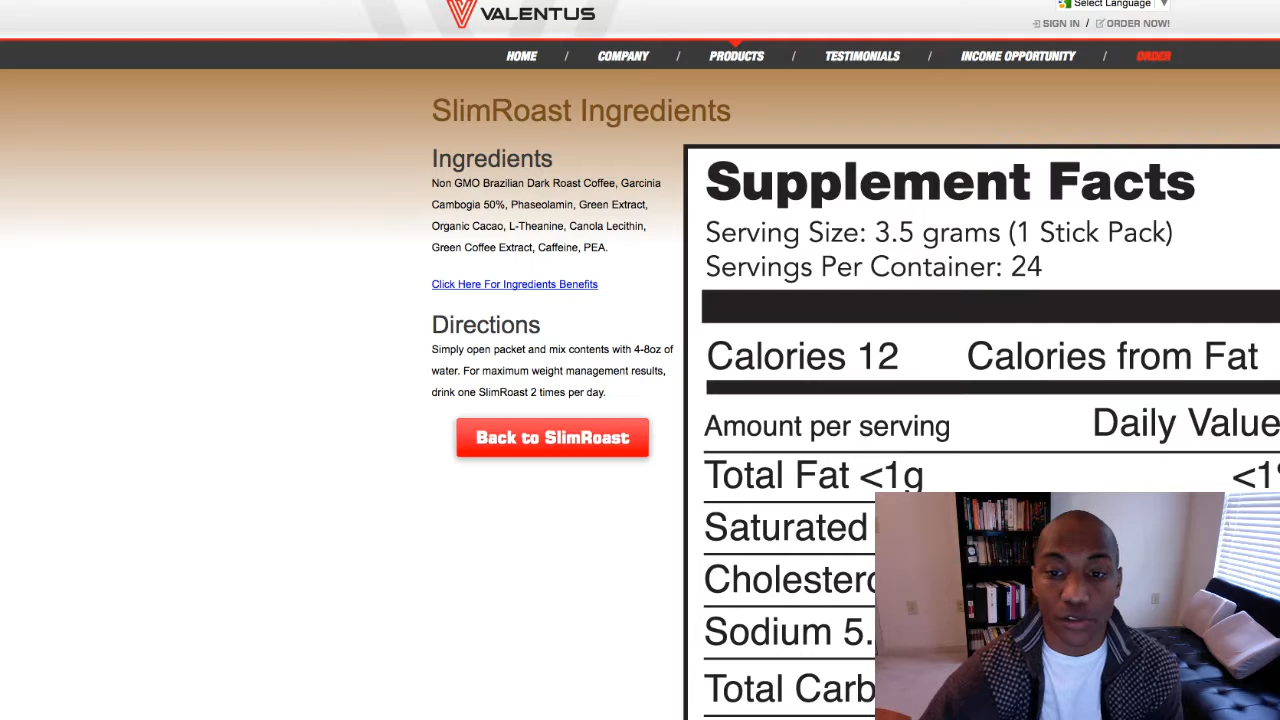 VALENTUS
Select Language ▼
SIGN IN / ORDER NOW!
HOME / COMPANY / PRODUCTS / TESTIMONIALS / INCOME OPPORTUNITY / ORDER
SlimRoast Ingredients
Ingredients
Non GMO Brazilian Dark Roast Coffee, Garcinia
Cambogia 50%, Phaseolamin, Green Extract,
Organic Cacao, L-Theanine, Canola Lecithin,
Green Coffee Extract, Caffeine, PEA.
Click Here For Ingredients Benefits
Directions
Simply open packet and mix contents with 4-8oz of
water. For maximum weight management results,
drink one SlimRoast 2 times per day.
Back to SlimRoast
Supplement Facts
Serving Size: 3.5 grams (1 Stick Pack)
Servings Per Container: 24
Calories 12 Calories from Fat
Amount per serving Daily Value
Total Fat <1g <1
Saturated
Cholester
Sodium 5.
Total Carb